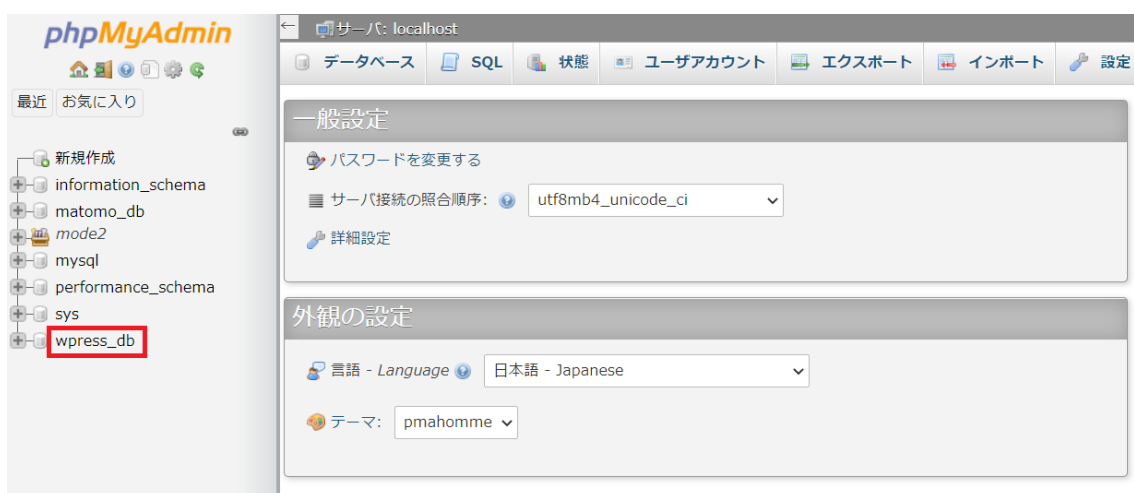 phpMyAdmin
最近 お気に入り
新規作成
information_schema
matomo_db
mode2
mysql
performance_schema
sys
wpress_db
← サーバ: localhost
データベース SQL 状態 ユーザアカウント エクスポート インポート 設定
一般設定
パスワードを変更する
サーバ接続の照合順序: utf8mb4_unicode_ci
詳細設定
外観の設定
言語 - Language 日本語 - Japanese
テーマ: pmahomme